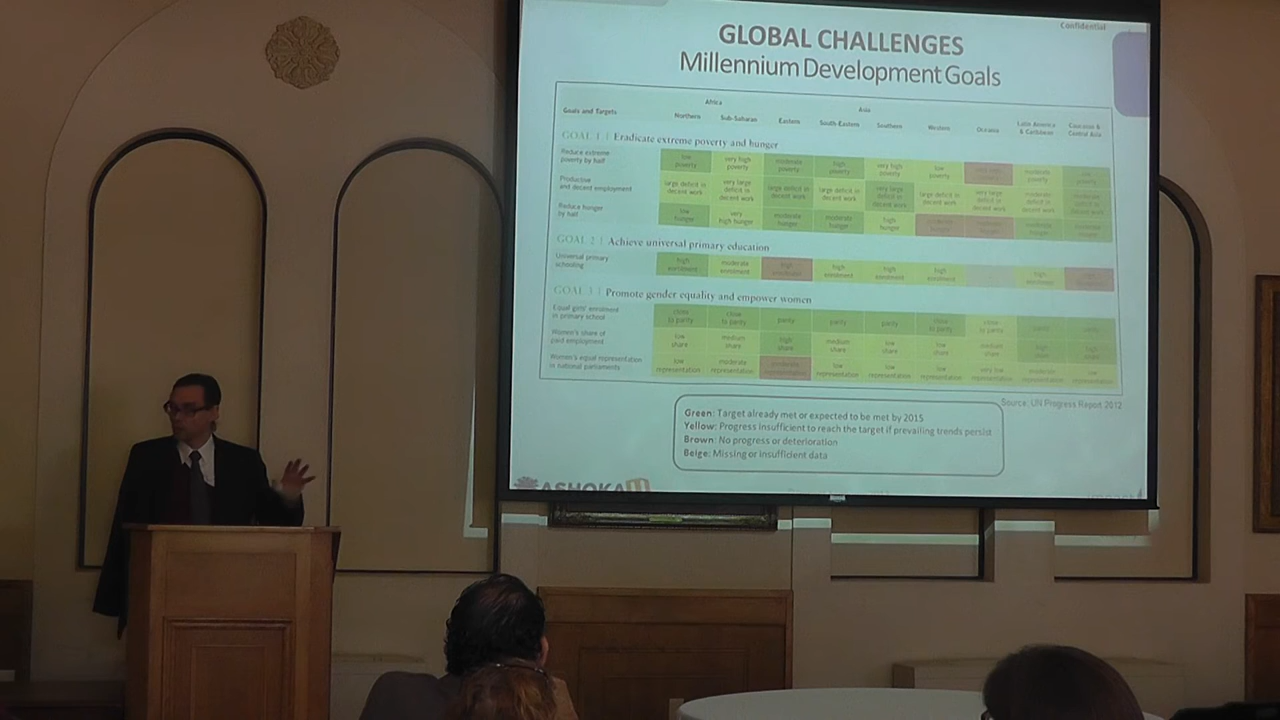 Confidential
GLOBAL CHALLENGES
Millennium Development Goals
Africa Asia
Goals and Targets Northern Sub-Saharan Eastern South-Eastern Southern Western Oceania Latin America & Caribbean Caucasus & Central Asia
GOAL 1 | Eradicate extreme poverty and hunger
Reduce extreme poverty by half low poverty very high poverty moderate poverty high poverty very high poverty low poverty moderate poverty
Productive and decent employment large deficit in decent work very large deficit in decent work large deficit in decent work large deficit in decent work very large deficit in decent work large deficit in decent work very large deficit in decent work moderate deficit in decent work moderate deficit in decent work
Reduce hunger by half low hunger very high hunger moderate hunger moderate hunger high hunger moderate hunger moderate hunger
GOAL 2 | Achieve universal primary education
Universal primary schooling high enrolment moderate enrolment high enrolment high enrolment high enrolment high enrolment high enrolment
GOAL 3 | Promote gender equality and empower women
Equal girls' enrolment in primary school close to parity close to parity parity parity parity close to parity close to parity parity parity
Women's share of paid employment low share medium share high share medium share low share low share medium share high share high share
Women's equal representation in national parliaments low representation moderate representation moderate representation low representation low representation low representation very low representation moderate representation low representation
Source: UN Progress Report 2012
Green: Target already met or expected to be met by 2015
Yellow: Progress insufficient to reach the target if prevailing trends persist
Brown: No progress or deterioration
Beige: Missing or insufficient data
ASHOKA